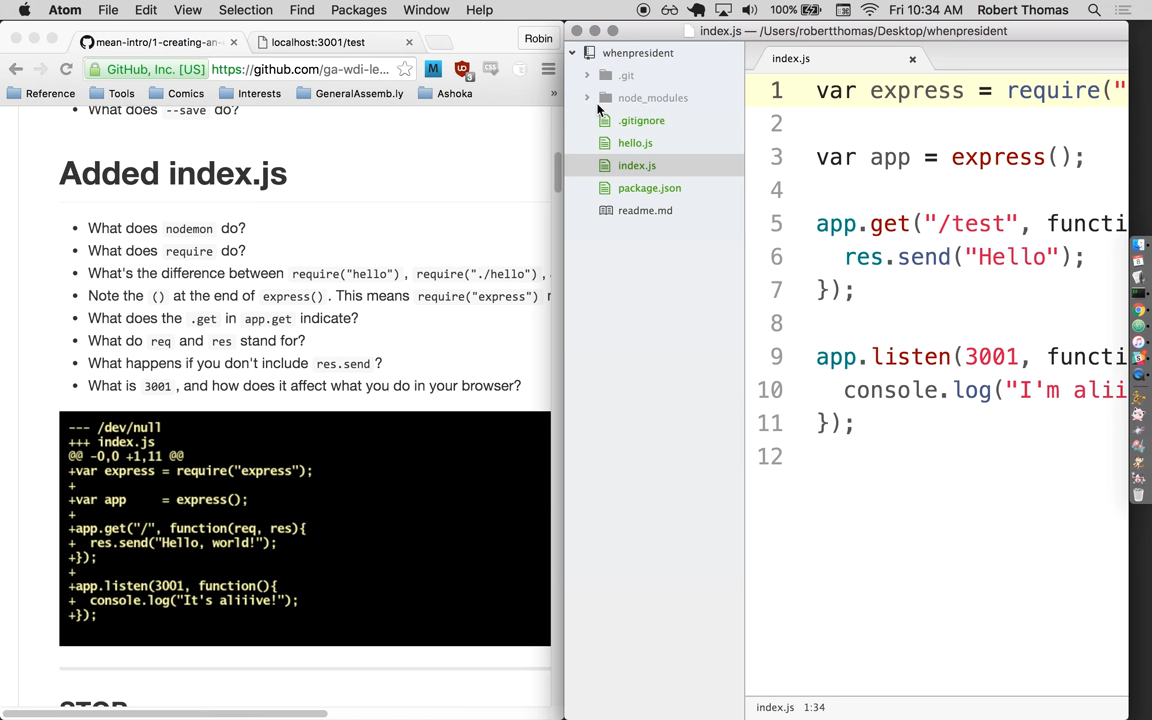 Atom File Edit View Selection Find Packages Window Help 100% Fri 10:34 AM Robert Thomas
mean-intro/1-creating-an- localhost:3001/test Robin
GitHub, Inc. [US] https://github.com/ga-wdi-le...
Reference Tools Comics Interests GeneralAssemb.ly Ashoka »
What does --save do?
Added index.js
What does nodemon do?
What does require do?
What's the difference between require("hello"), require("./hello"),
Note the () at the end of express(). This means require("express")
What does the .get in app.get indicate?
What do req and res stand for?
What happens if you don't include res.send?
What is 3001, and how does it affect what you do in your browser?
--- /dev/null
+++ index.js
@@ -0,0 +1,11 @@
+var express = require("express");
+
+var app     = express();
+
+app.get("/", function(req, res){
+  res.send("Hello, world!");
+});
+
+app.listen(3001, function(){
+  console.log("It's aliiive!");
+});
STOP
index.js — /Users/robertthomas/Desktop/whenpresident
whenpresident
.git
node_modules
.gitignore
hello.js
index.js
package.json
readme.md
index.js
1 var express = require("
2
3 var app = express();
4
5 app.get("/test", functi
6   res.send("Hello");
7 });
8
9 app.listen(3001, functi
10   console.log("I'm alii
11 });
12
index.js 1:34